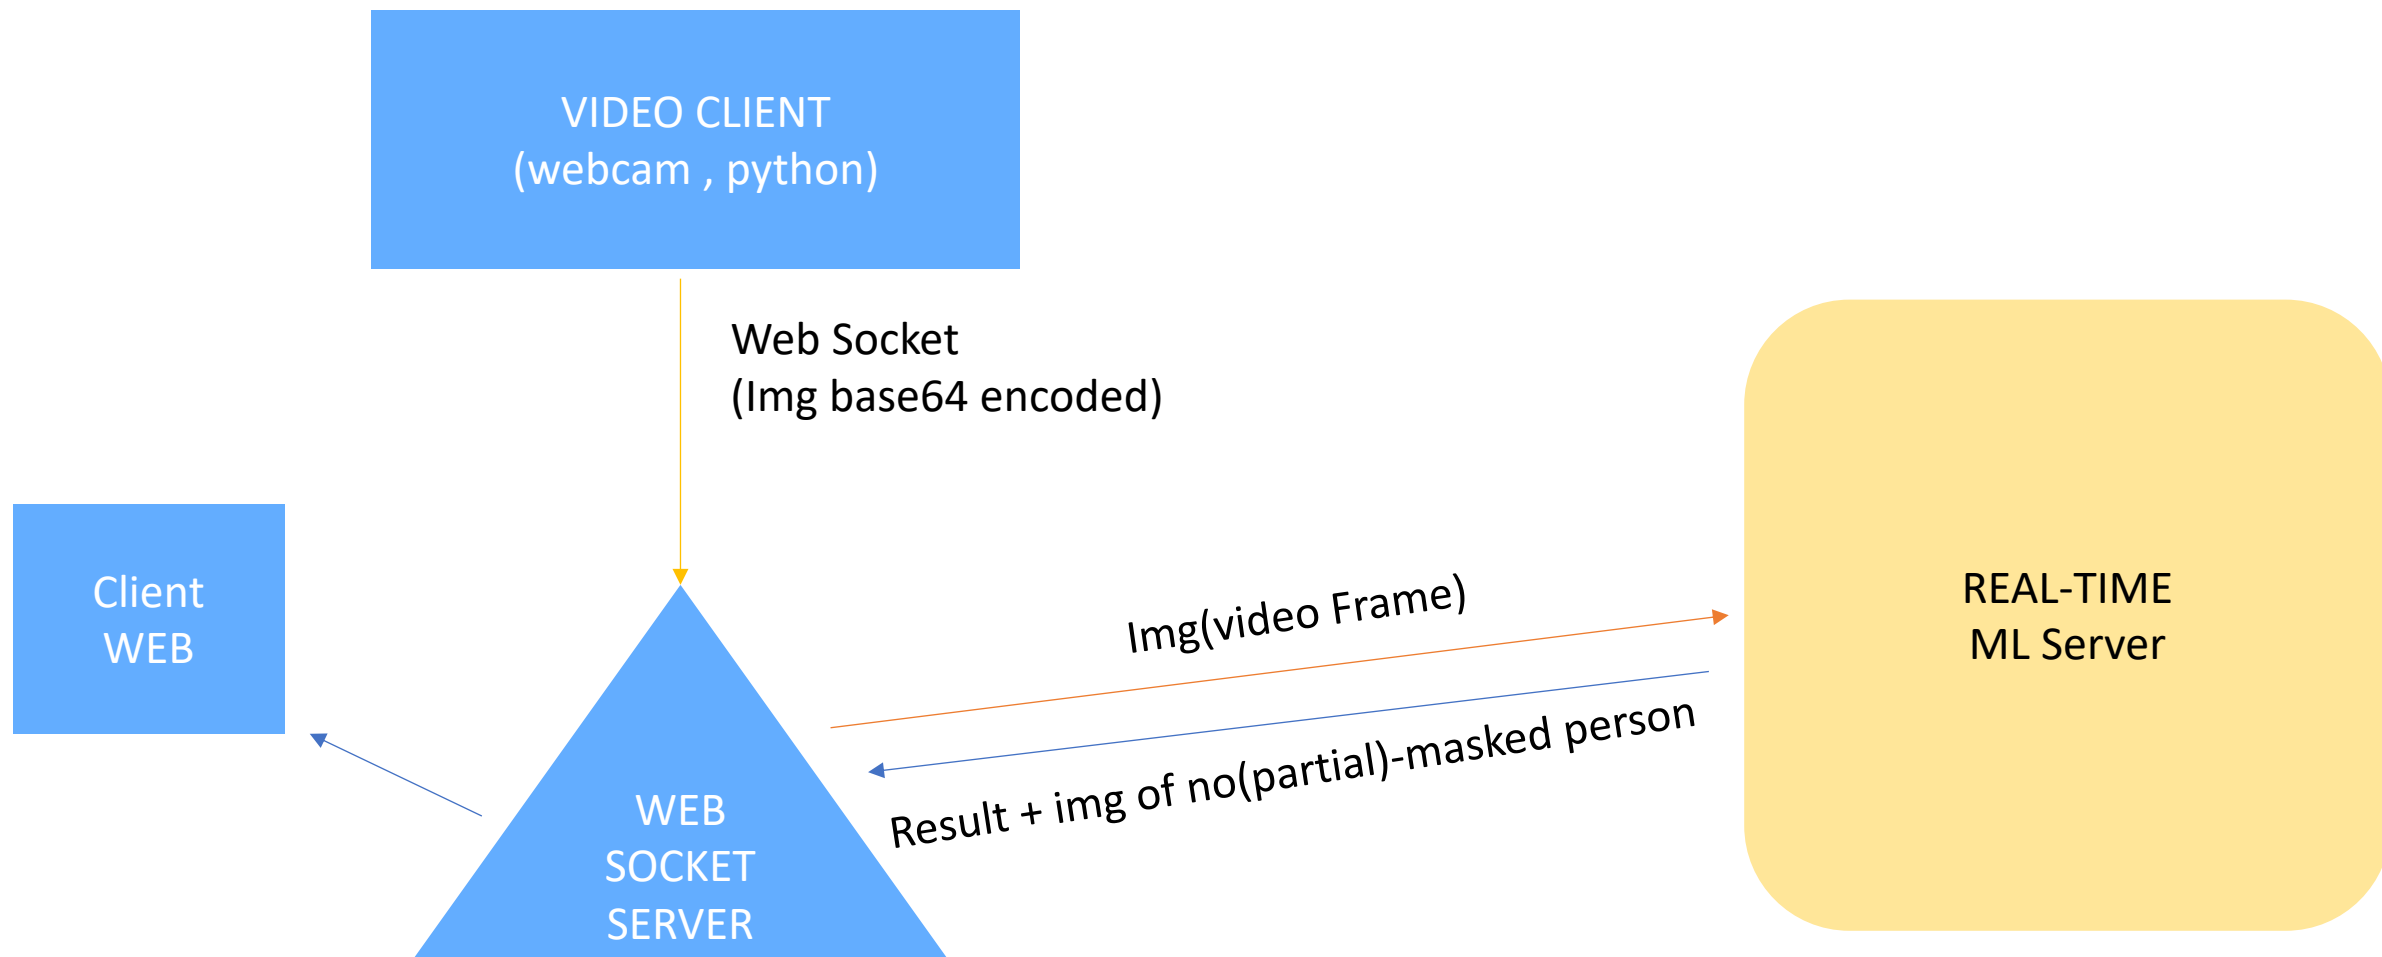 VIDEO CLIENT
(webcam , python)
Web Socket
(Img base64 encoded)
Client
WEB
Img(video Frame)
REAL-TIME
ML Server
Result + img of no(partial)-masked person
WEB
SOCKET
SERVER